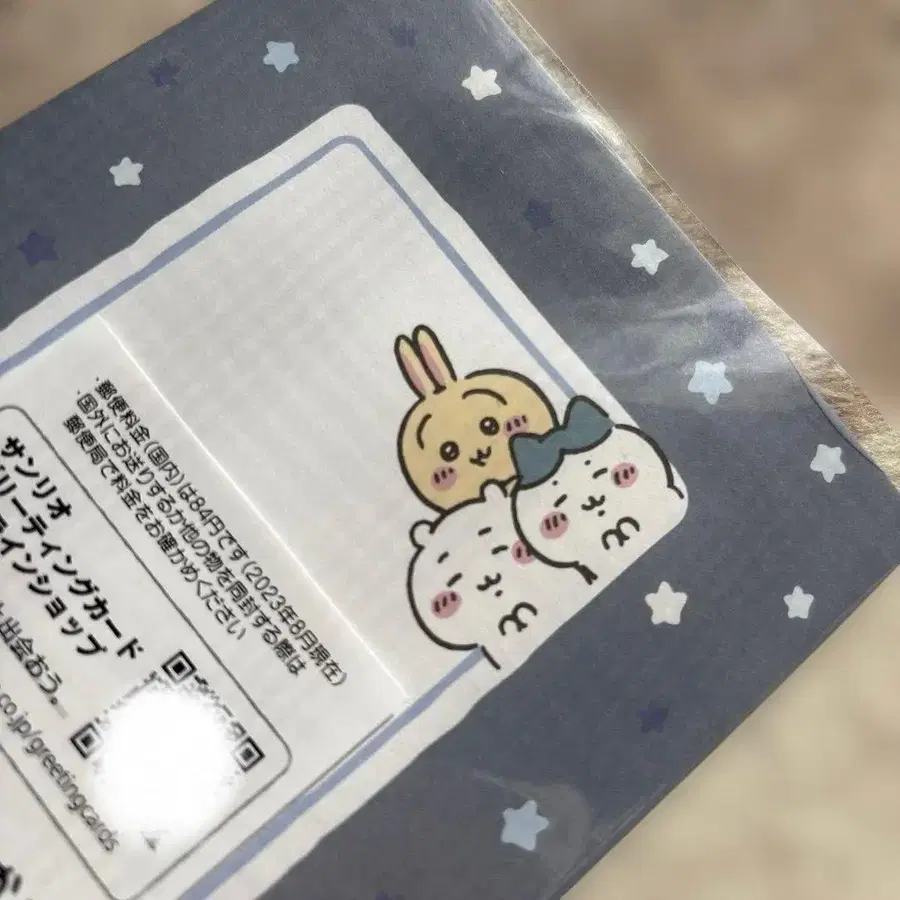 ・郵便料金(国内)は84円です(2023年8月現在)
・国外にお送りするか他の物を同封する際は
郵便局で料金をお確かめください
サンリオ
リーティングカード
ラインショップ
出会おう。
.co.jp/greetingcards